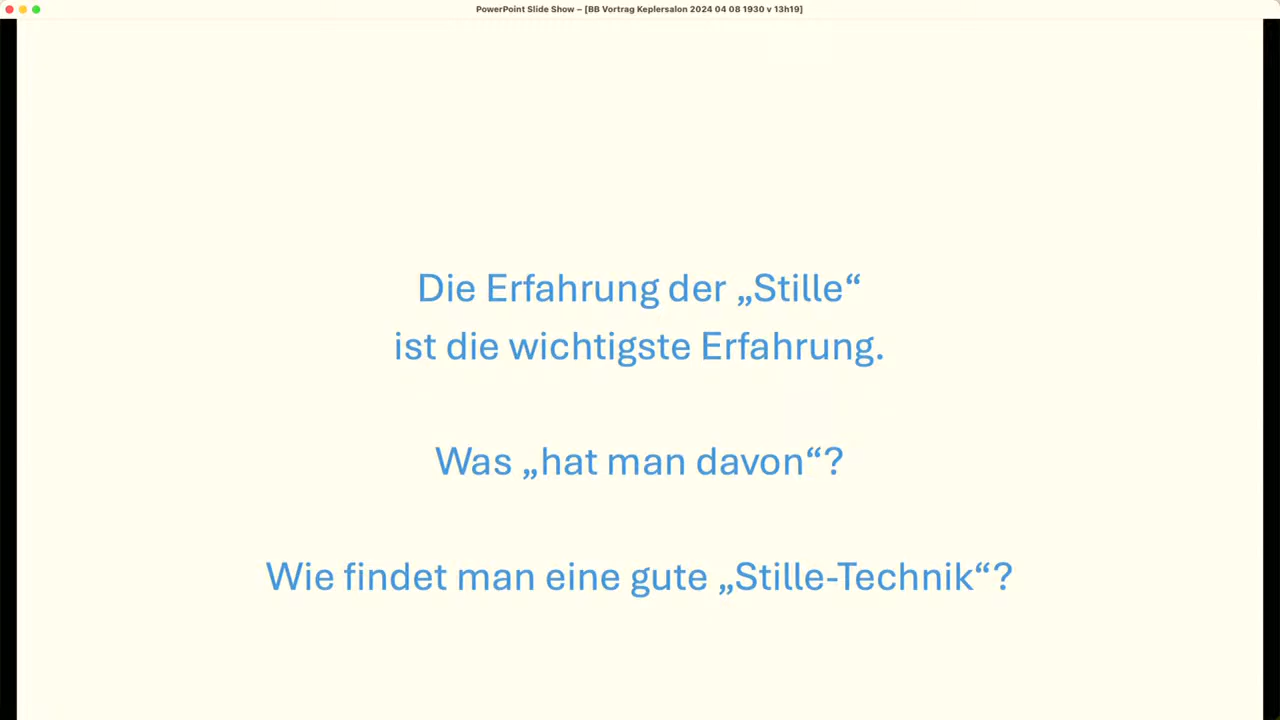 PowerPoint Slide Show – [BB Vortrag Keplersalon 2024 04 08 1930 v 13h19]
Die Erfahrung der „Stille“
ist die wichtigste Erfahrung.
Was „hat man davon“?
Wie findet man eine gute „Stille-Technik“?